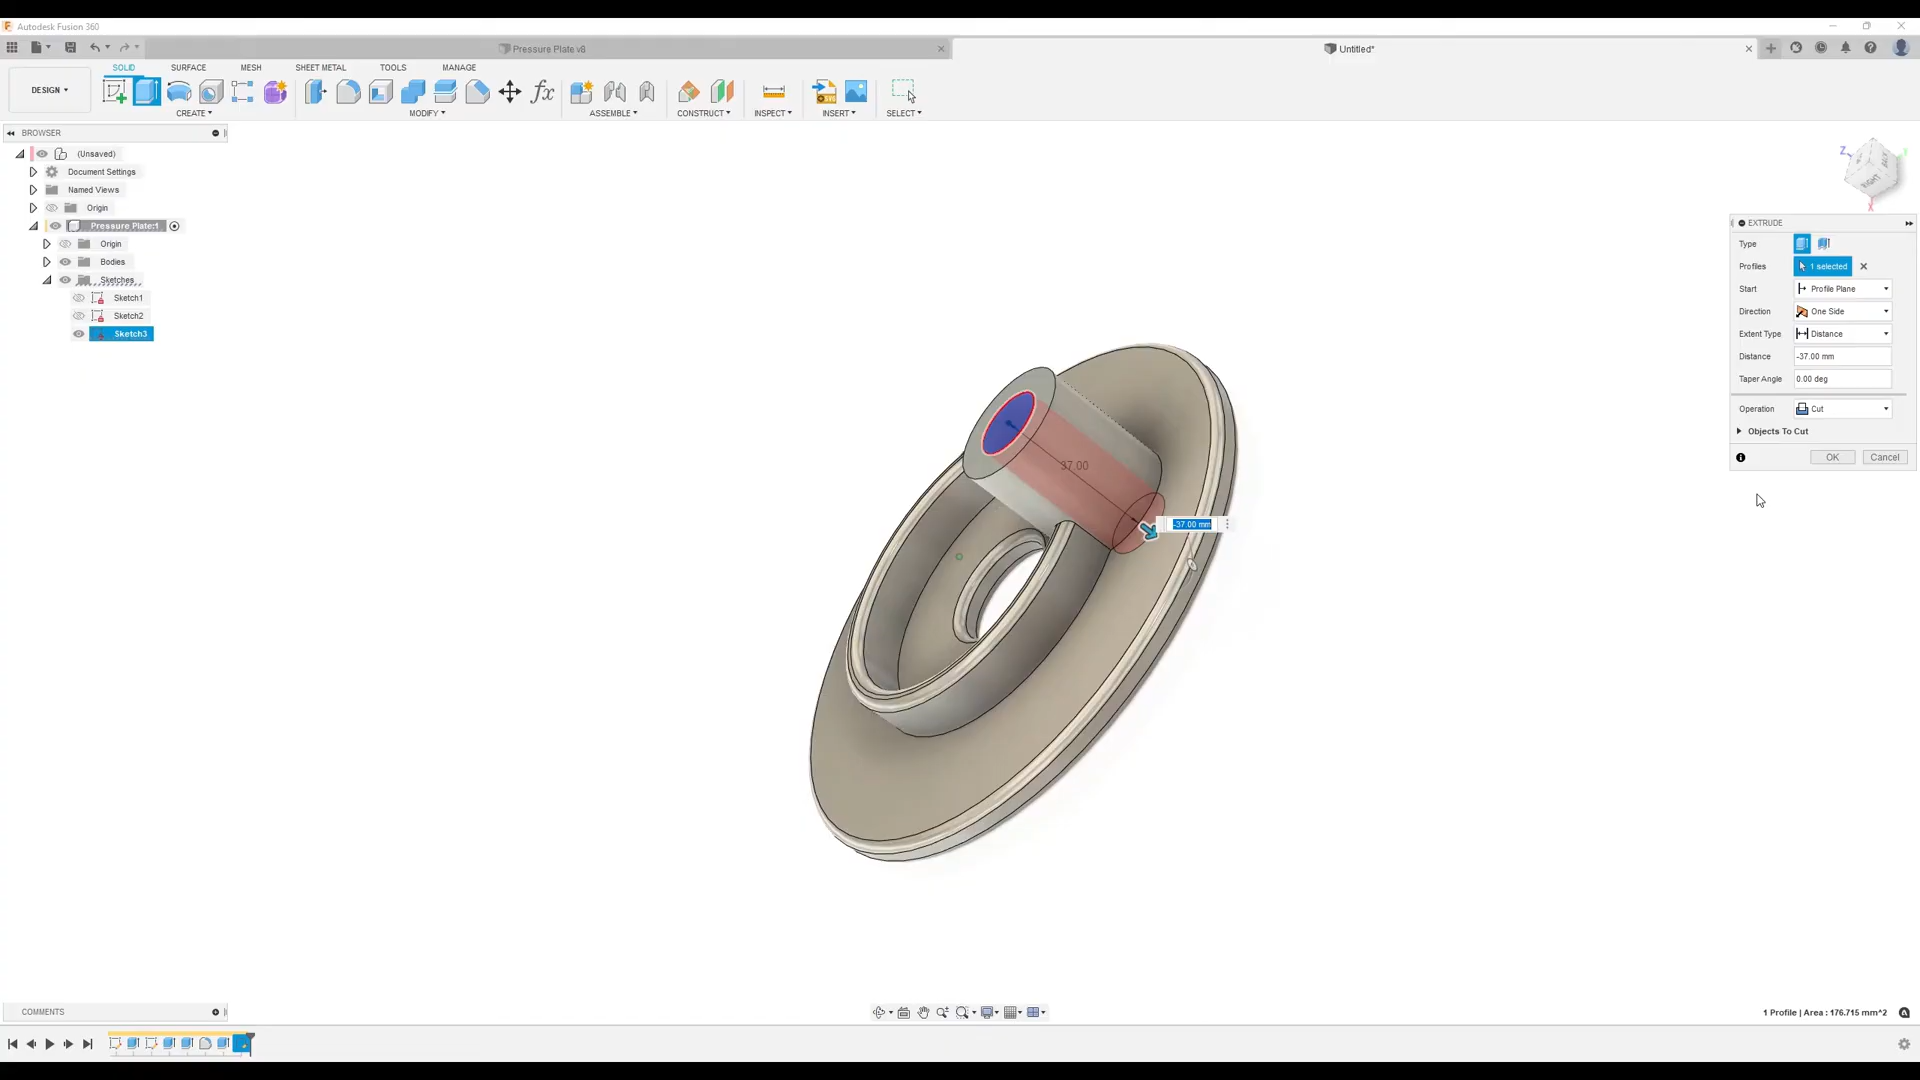 Autodesk Fusion 360
Pressure Plate v8
Untitled*
DESIGN
SOLID
SURFACE
MESH
SHEET METAL
TOOLS
MANAGE
CREATE
MODIFY
ASSEMBLE
CONSTRUCT
INSPECT
INSERT
SELECT
BROWSER
(Unsaved)
Document Settings
Named Views
Origin
Pressure Plate:1
Origin
Bodies
Sketches
Sketch1
Sketch2
Sketch3
Z
Y
X
RIGHT
BACK
EXTRUDE
Type
Profiles 1 selected
Start Profile Plane
Direction One Side
Extent Type Distance
Distance -37.00 mm
Taper Angle 0.00 deg
Operation Cut
Objects To Cut
OK Cancel
37.00
-37.00 mm
COMMENTS
1 Profile | Area : 176.715 mm^2